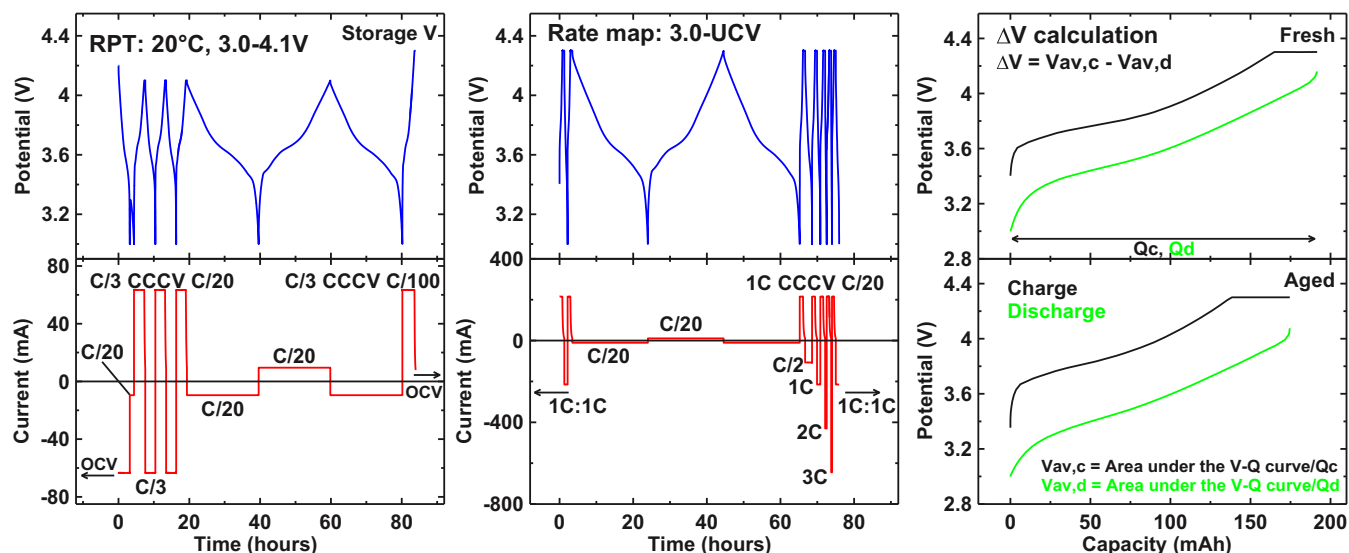 RPT: 20°C, 3.0-4.1V
Storage V
Potential (V)
4.4
4
3.6
3.2
C/3 CCCV C/20
C/3 CCCV C/100
C/20
C/20
C/20
C/3
OCV
OCV
Current (mA)
80
40
0
-40
-80
0
20
40
60
80
Time (hours)
Rate map: 3.0-UCV
Potential (V)
4.4
4.0
3.6
3.2
1C CCCV C/20
C/20
C/20
C/2
1C
2C
3C
1C:1C
1C:1C
Current (mA)
400
0
-400
-800
0
20
40
60
80
Time (hours)
ΔV calculation
Fresh
ΔV = Vav,c - Vav,d
Qc, Qd
Potential (V)
4.4
4.0
3.6
3.2
2.8
Charge
Aged
Discharge
Vav,c = Area under the V-Q curve/Qc
Vav,d = Area under the V-Q curve/Qd
Potential (V)
4.4
4.0
3.6
3.2
2.8
0
50
100
150
200
Capacity (mAh)